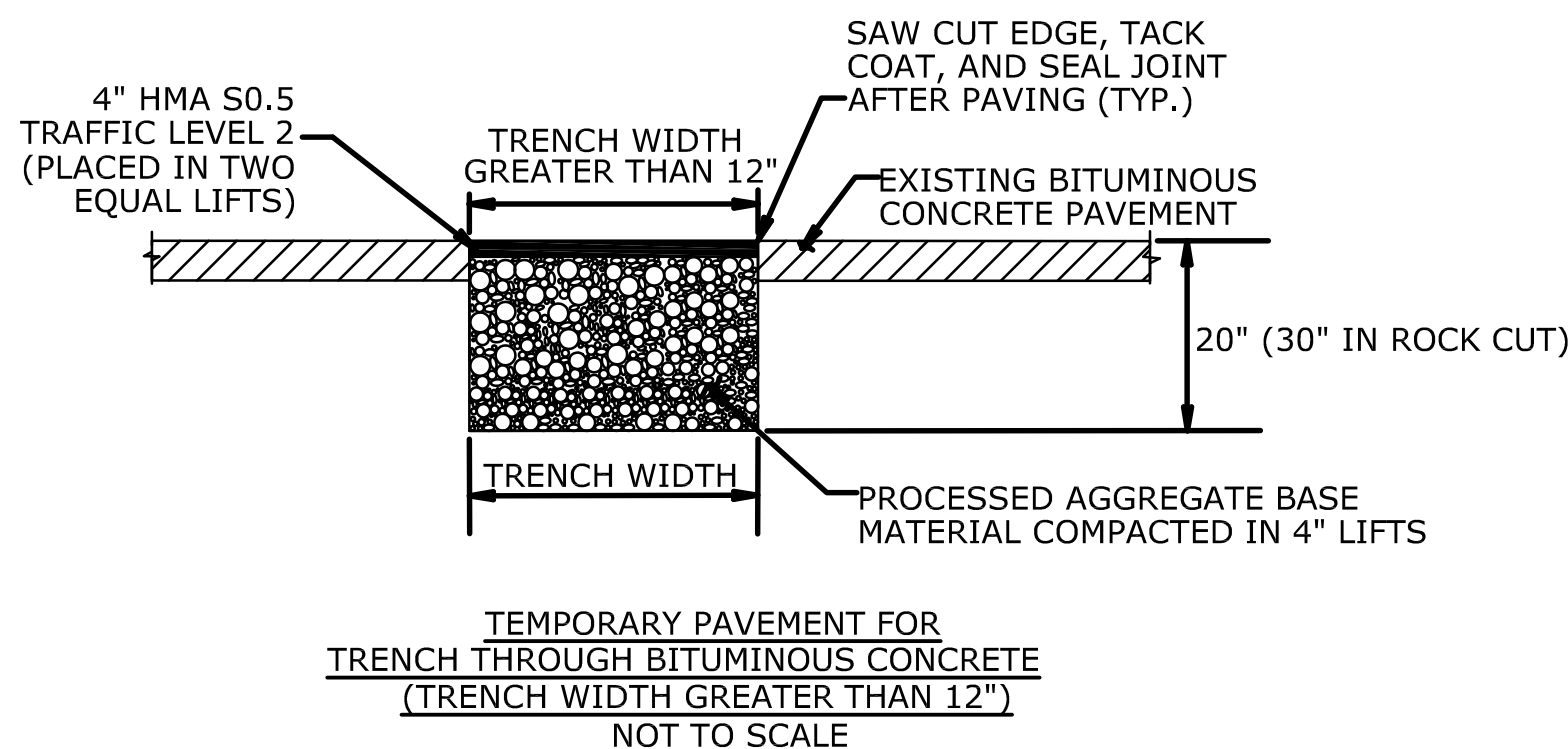 4" HMA S0.5
TRAFFIC LEVEL 2
(PLACED IN TWO
EQUAL LIFTS)
TRENCH WIDTH
GREATER THAN 12"
SAW CUT EDGE, TACK
COAT, AND SEAL JOINT
AFTER PAVING (TYP.)
EXISTING BITUMINOUS
CONCRETE PAVEMENT
20" (30" IN ROCK CUT)
TRENCH WIDTH
PROCESSED AGGREGATE BASE
MATERIAL COMPACTED IN 4" LIFTS
TEMPORARY PAVEMENT FOR
TRENCH THROUGH BITUMINOUS CONCRETE
(TRENCH WIDTH GREATER THAN 12")
NOT TO SCALE